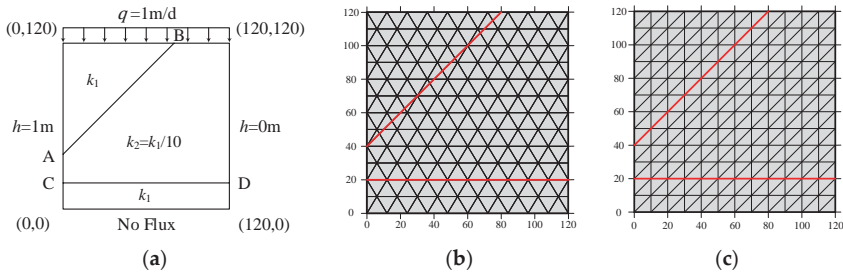 q =1m/d
(0,120)
(120,120)
B
k1
h=1m
h=0m
k2=k1/10
A
C
D
k1
(0,0)
No Flux
(120,0)
(a)
120
100
80
60
40
20
0
0 20 40 60 80 100 120
(b)
120
100
80
60
40
20
0
0 20 40 60 80 100 120
(c)